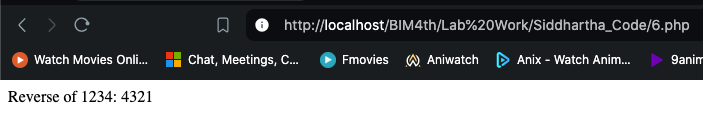 http://localhost/BIM4th/Lab%20Work/Siddhartha_Code/6.php
Watch Movies Onli... Chat, Meetings, C... Fmovies Aniwatch Anix - Watch Anim... 9anim
Reverse of 1234: 4321